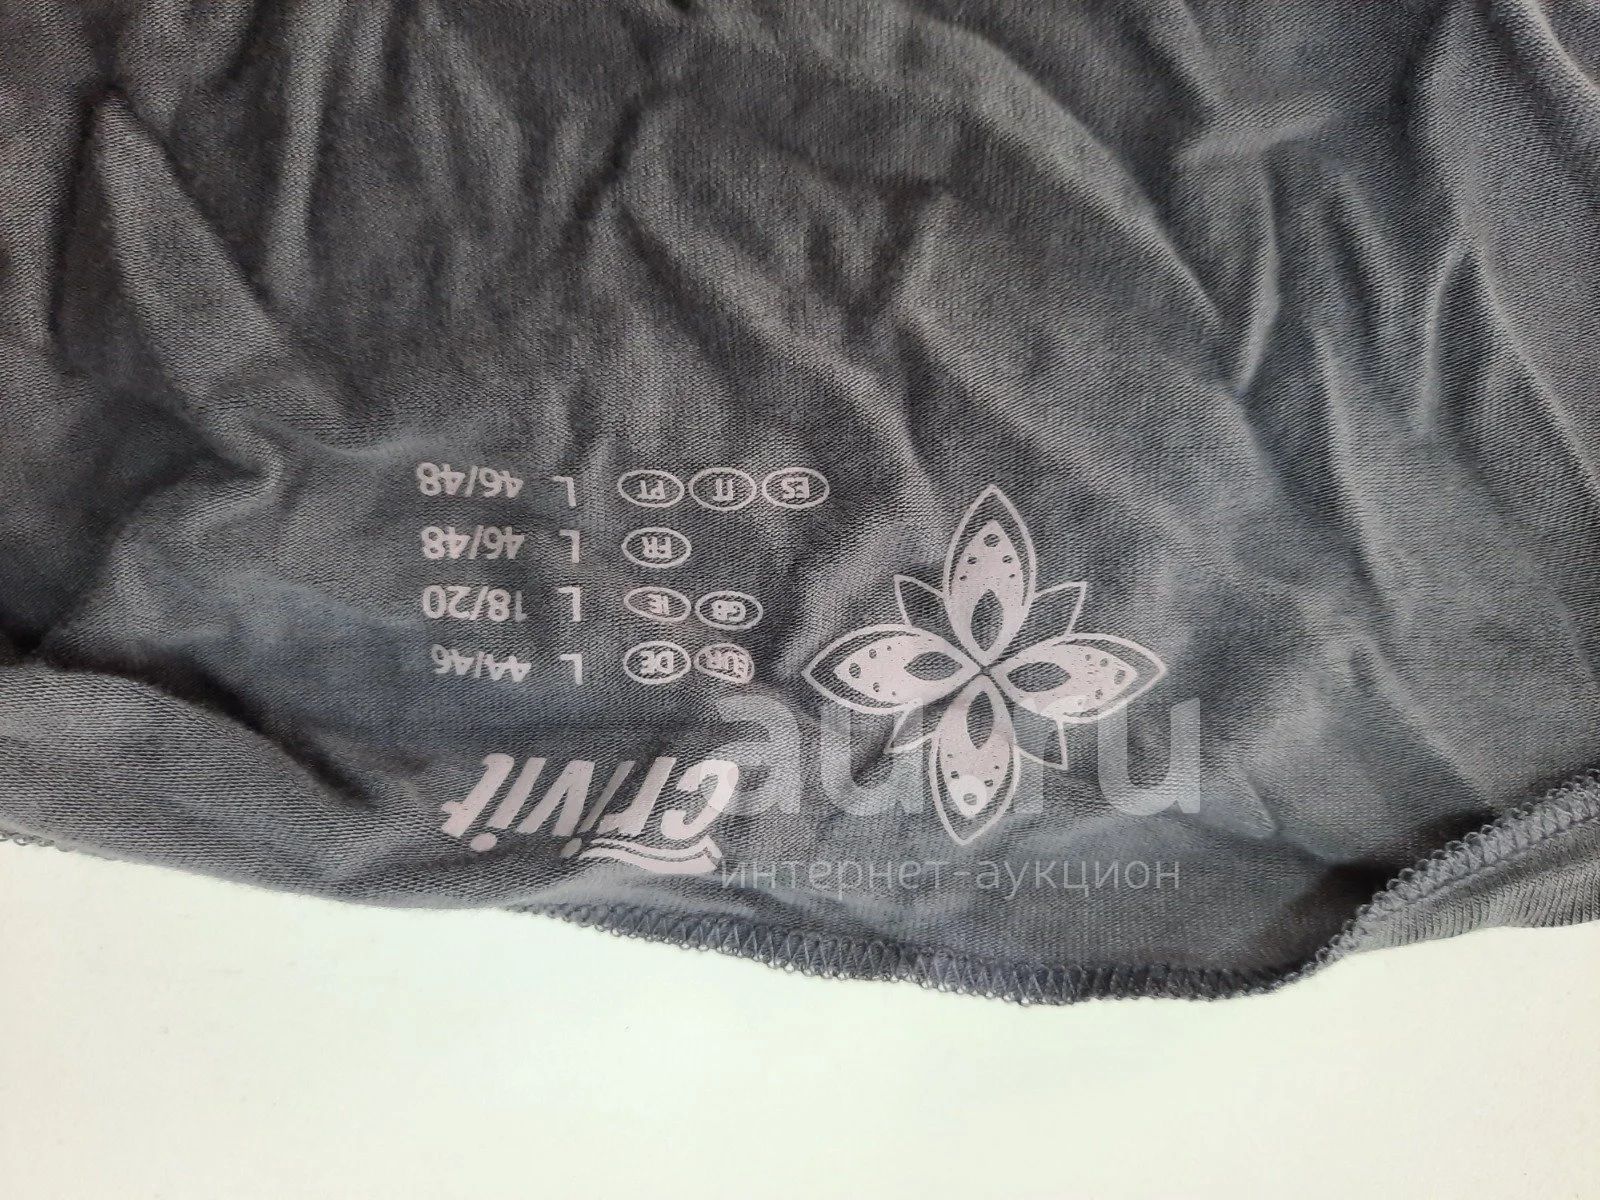 Crivit
EUR DE L 44/46
GB IE L 18/20
FR L 46/48
ES IT PT L 46/48
au.ru
интернет-аукцион